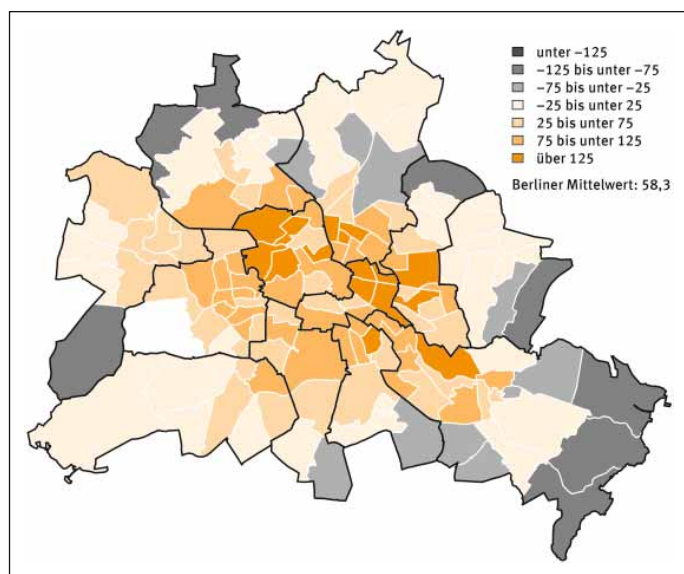 unter –125
–125 bis unter –75
–75 bis unter –25
–25 bis unter 25
25 bis unter 75
75 bis unter 125
über 125
Berliner Mittelwert: 58,3